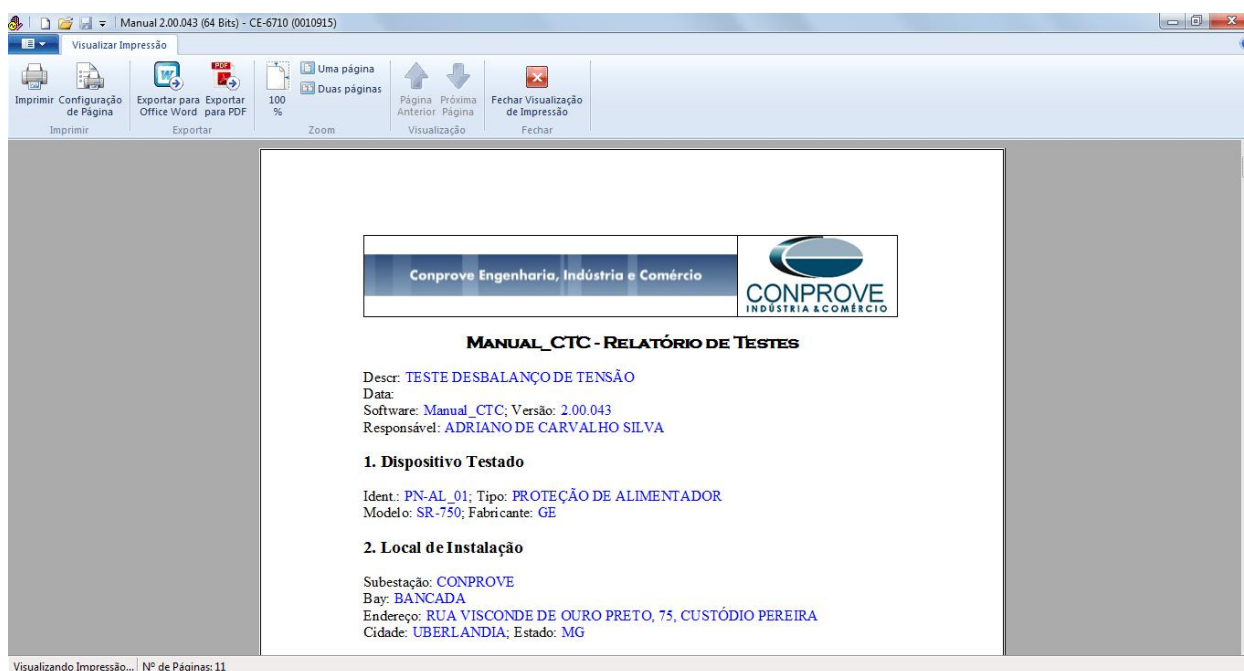 Manual 2.00.043 (64 Bits) - CE-6710 (0010915)
Visualizar Impressão
Imprimir
Configuração de Página
Imprimir
Exportar para Office Word
PDF
Exportar para PDF
Exportar
100 %
Uma página
Duas páginas
Zoom
Página Anterior
Próxima Página
Visualização
Fechar Visualização de Impressão
Fechar
Conprove Engenharia, Indústria e Comércio
CONPROVE
INDÚSTRIA & COMÉRCIO
MANUAL_CTC - RELATÓRIO DE TESTES
Descr: TESTE DESBALANÇO DE TENSÃO
Data:
Software: Manual_CTC; Versão: 2.00.043
Responsável: ADRIANO DE CARVALHO SILVA
1. Dispositivo Testado
Ident.: PN-AL_01; Tipo: PROTEÇÃO DE ALIMENTADOR
Modelo: SR-750; Fabricante: GE
2. Local de Instalação
Subestação: CONPROVE
Bay: BANCADA
Endereço: RUA VISCONDE DE OURO PRETO, 75, CUSTÓDIO PEREIRA
Cidade: UBERLANDIA; Estado: MG
Visualizando Impressão... Nº de Páginas: 11